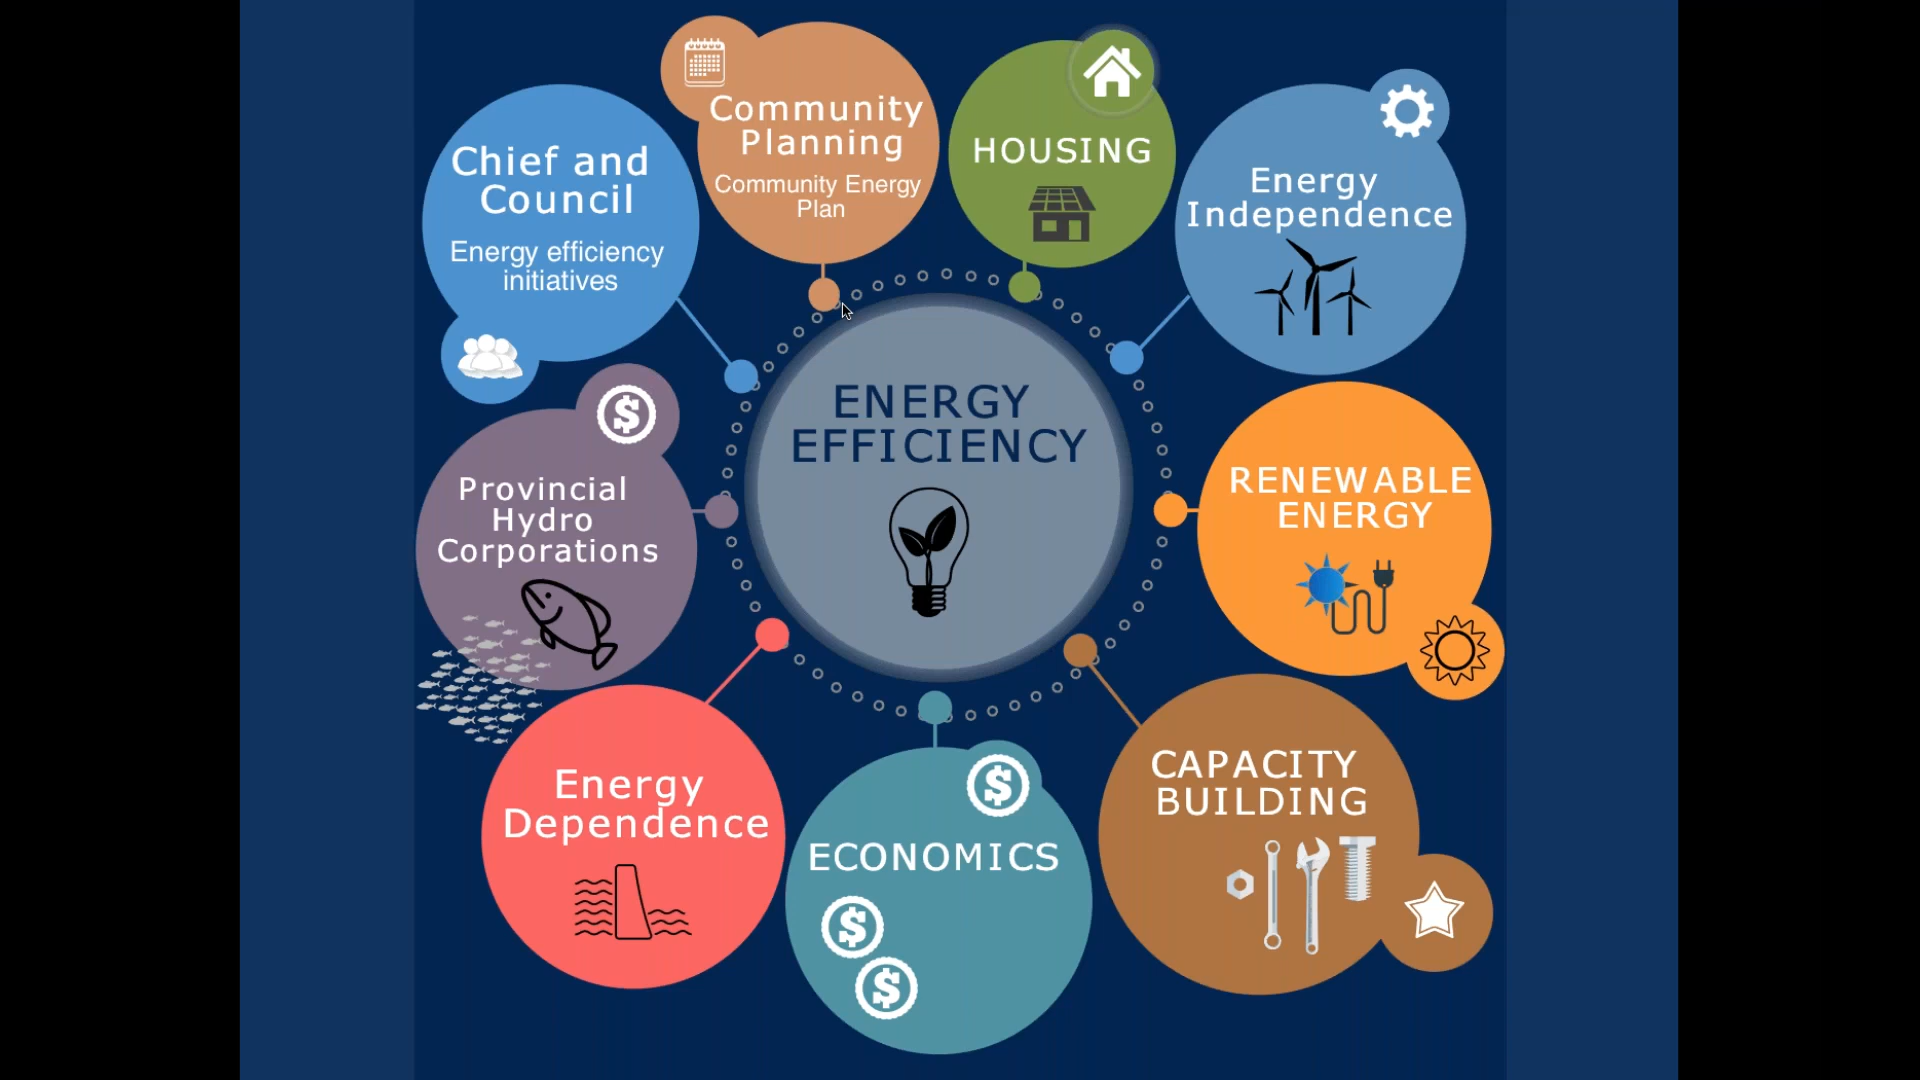 Community
Planning
Community Energy
Plan
HOUSING
Chief and
Council
Energy efficiency
initiatives
Energy
Independence
ENERGY
EFFICIENCY
Provincial
Hydro
Corporations
RENEWABLE
ENERGY
Energy
Dependence
ECONOMICS
CAPACITY
BUILDING
$
$
$
$